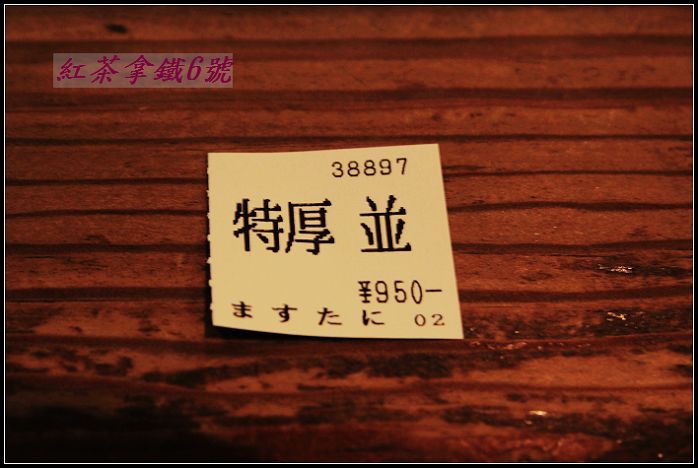 紅茶拿鐵6號
38897
特厚 並
¥950-
ますたに 02